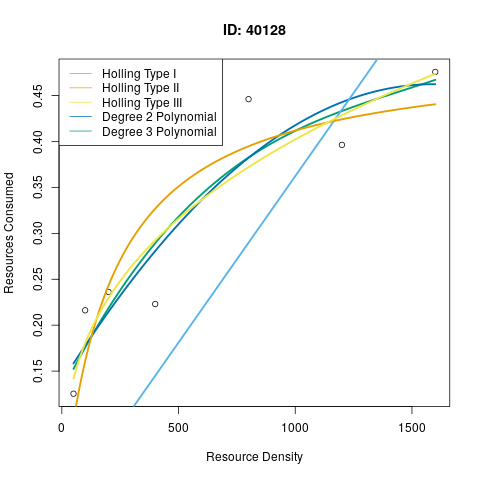 ID: 40128
Holling Type I
Holling Type II
Holling Type III
Degree 2 Polynomial
Degree 3 Polynomial
Resources Consumed
0.45
0.40
0.35
0.30
0.25
0.20
0.15
0 500 1000 1500
Resource Density